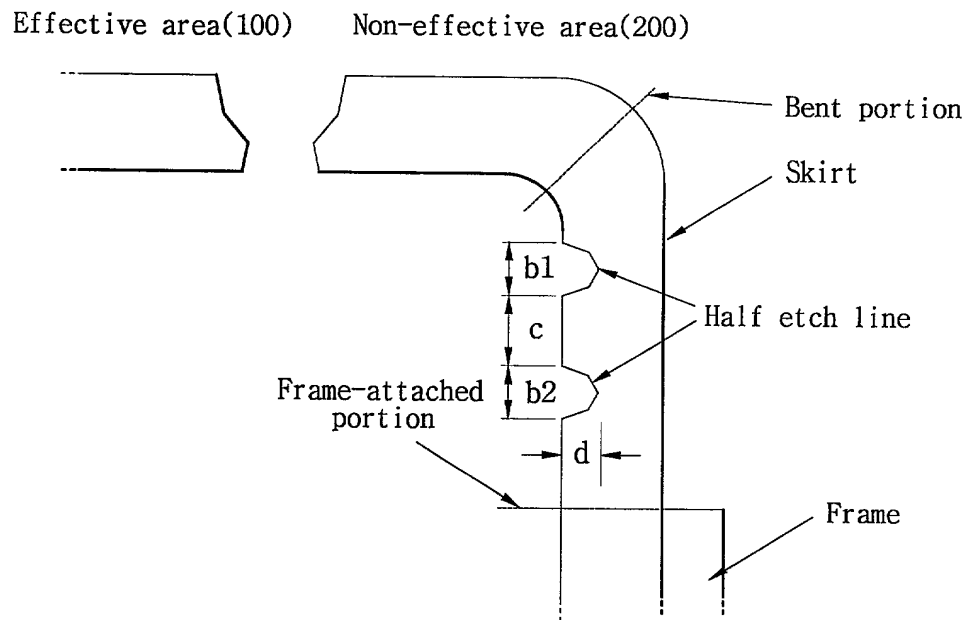 Effective area(100)
Non-effective area(200)
Bent portion
Skirt
b1
Half etch line
c
b2
Frame-attached
portion
d
Frame